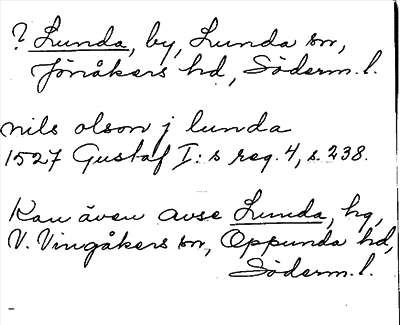 ? Lunda, by, Lunda sn,
Jönåkers hd, Söderm. l.
nils olson j lunda
1527 Gustaf I:s reg. 4, s. 238.
Kan även avse Lunda, hg,
V. Vingåkers sn, Oppunda hd,
Söderm. l.